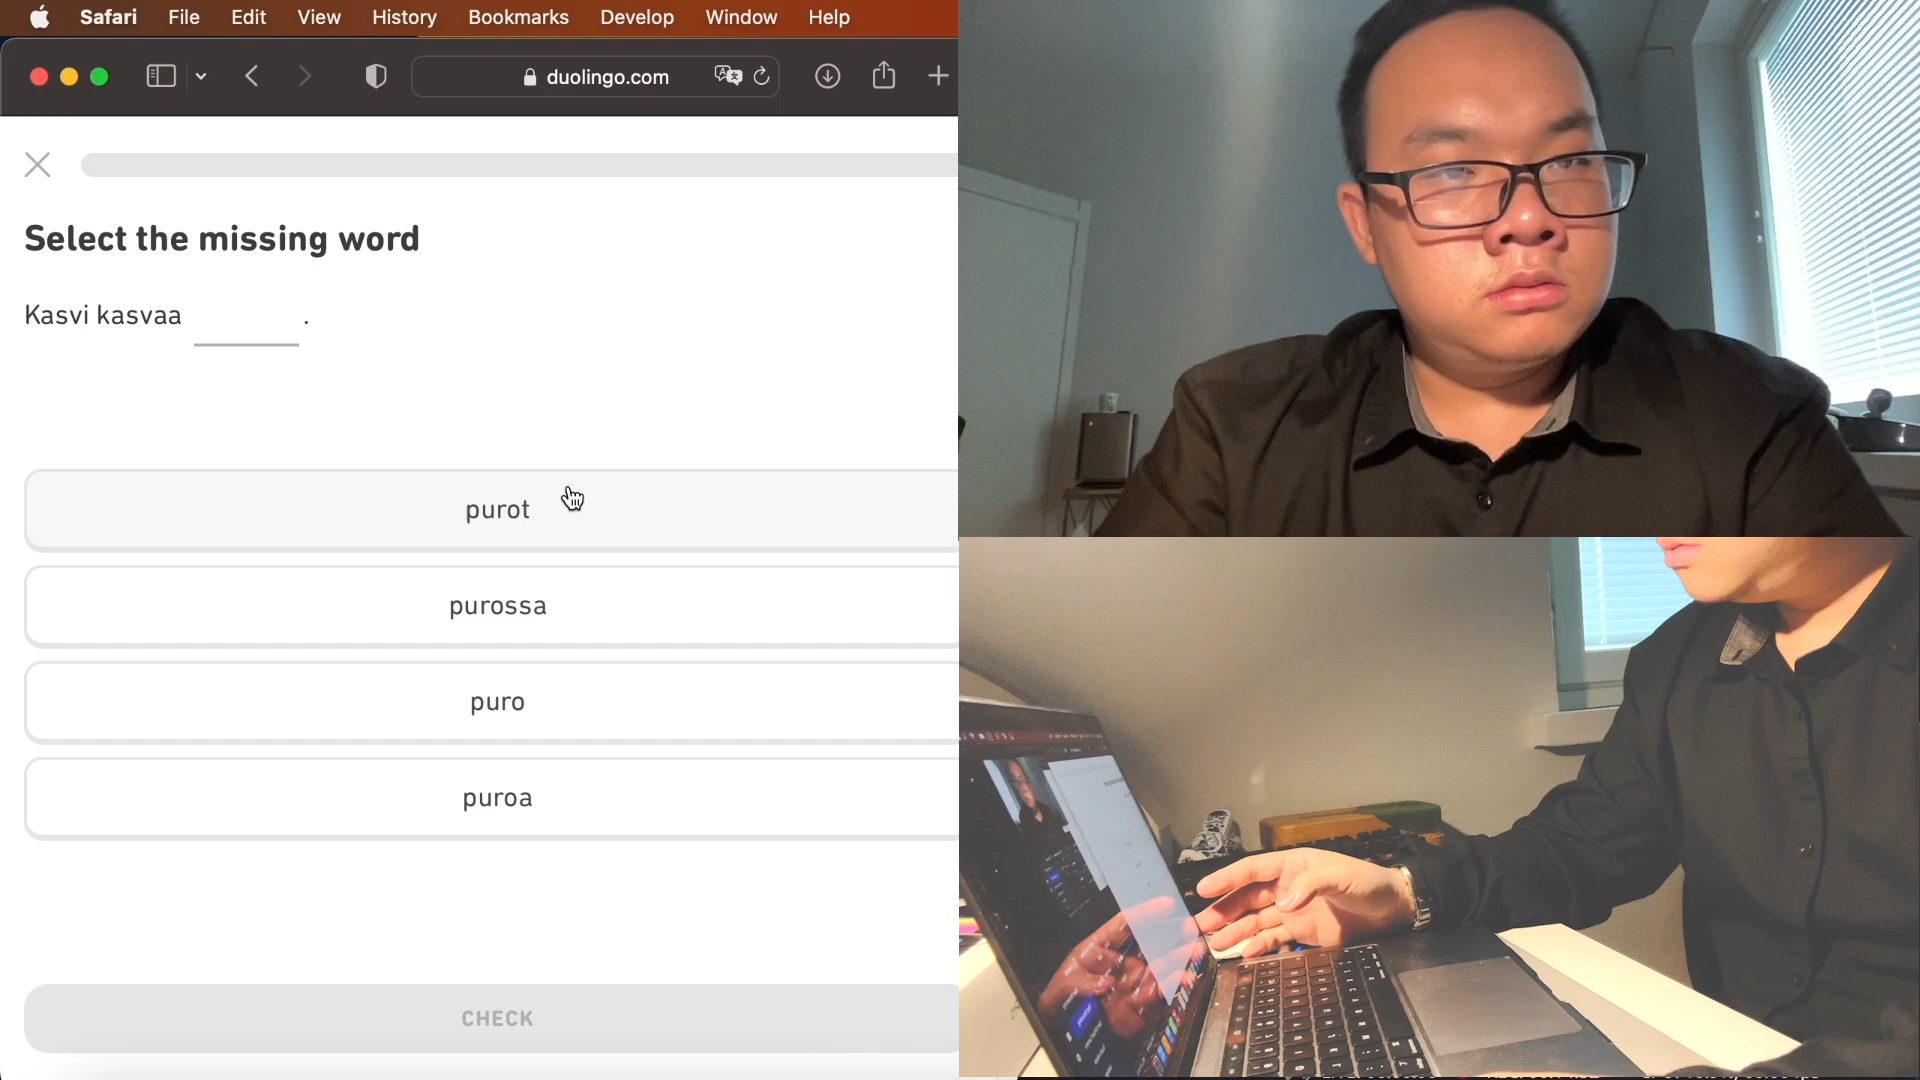 Safari File Edit View History Bookmarks Develop Window Help
duolingo.com
Select the missing word
Kasvi kasvaa ________ .
purot
purossa
puro
puroa
CHECK